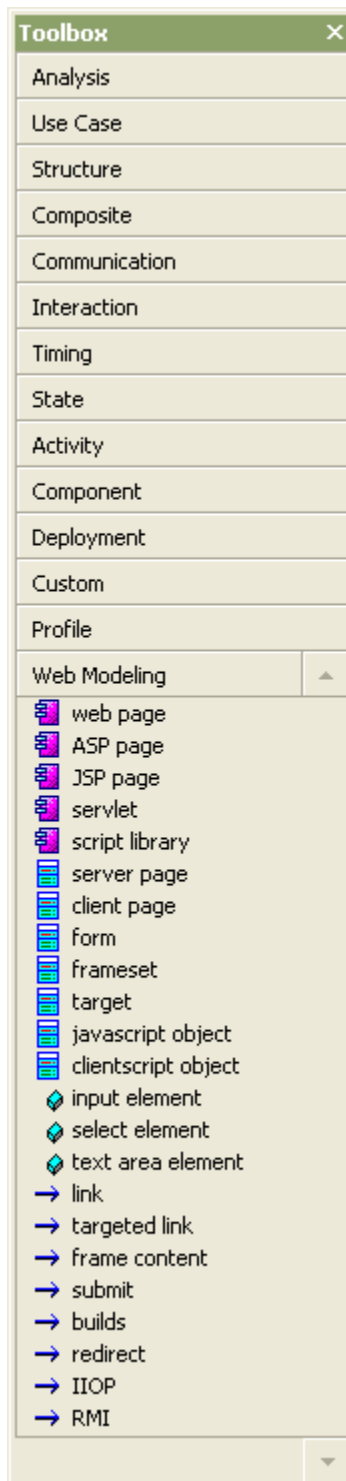 Toolbox
Analysis
Use Case
Structure
Composite
Communication
Interaction
Timing
State
Activity
Component
Deployment
Custom
Profile
Web Modeling
web page
ASP page
JSP page
servlet
script library
server page
client page
form
frameset
target
javascript object
clientscript object
input element
select element
text area element
link
targeted link
frame content
submit
builds
redirect
IIOP
RMI